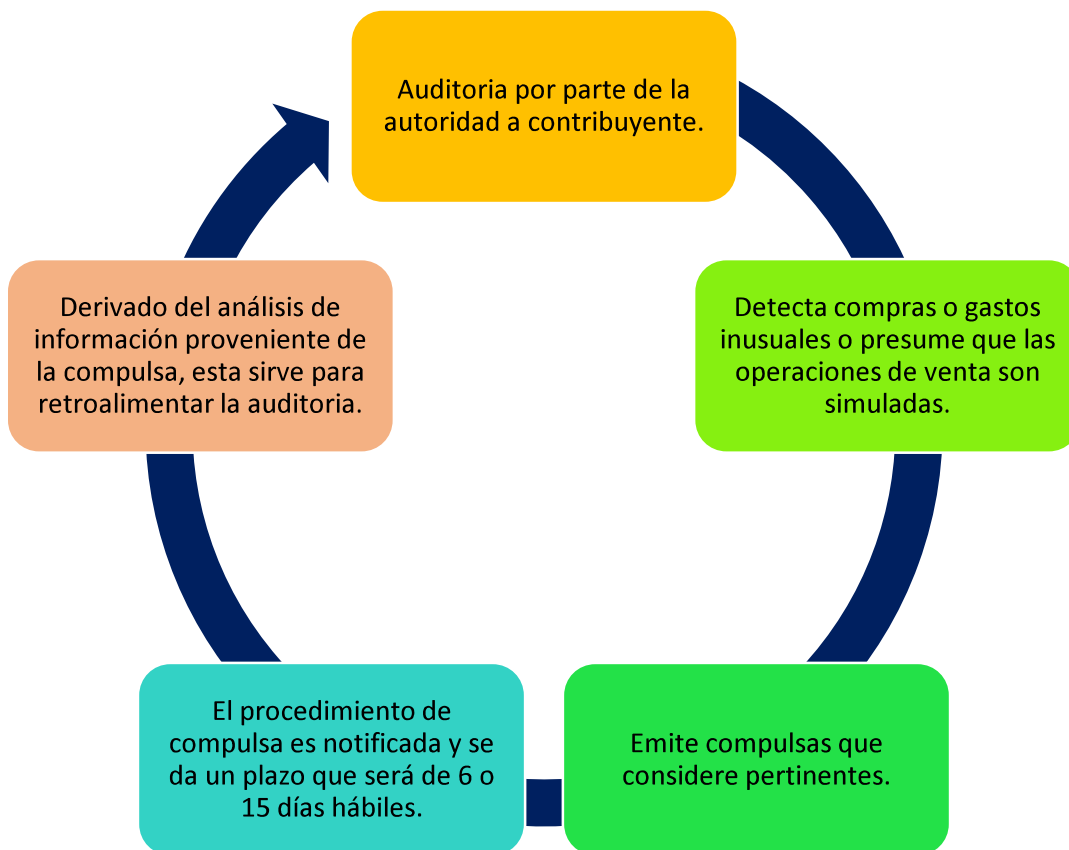 Auditoria por parte de la
autoridad a contribuyente.
Detecta compras o gastos
inusuales o presume que las
operaciones de venta son
simuladas.
Emite compulsas que
considere pertinentes.
El procedimiento de
compulsa es notificada y se
da un plazo que será de 6 o
15 días hábiles.
Derivado del análisis de
información proveniente de
la compulsa, esta sirve para
retroalimentar la auditoria.